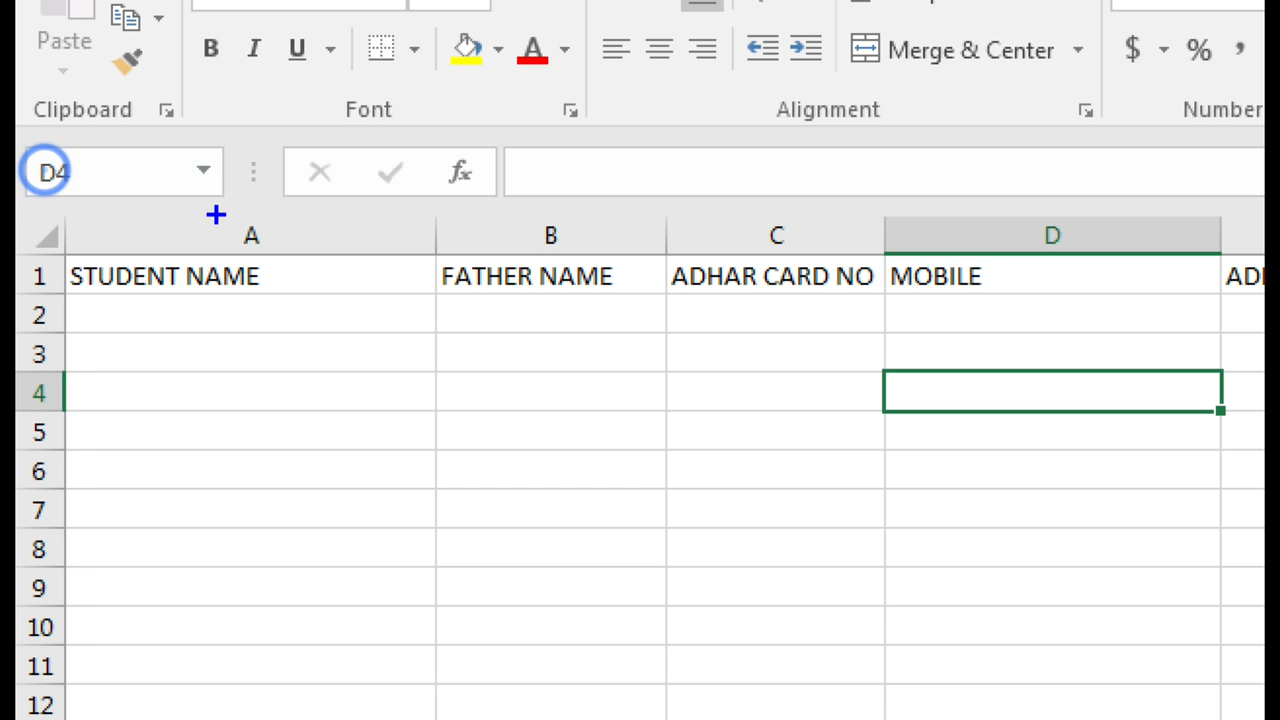 Paste
B I U A Merge & Center $ % ,
Clipboard Font Alignment Number
D4 fx
A B C D
1 STUDENT NAME FATHER NAME ADHAR CARD NO MOBILE
2
3
4
5
6
7
8
9
10
11
12